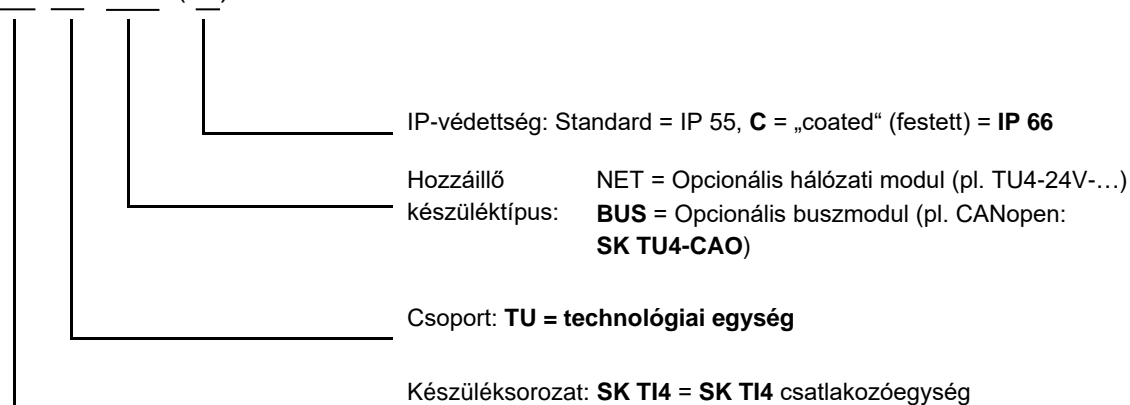 IP-védettség: Standard = IP 55, C = „coated“ (festett) = IP 66
Hozzáillő NET = Opcionális hálózati modul (pl. TU4-24V-…)
készüléktípus: BUS = Opcionális buszmodul (pl. CANopen:
SK TU4-CAO)
Csoport: TU = technológiai egység
Készüléksorozat: SK TI4 = SK TI4 csatlakozóegység